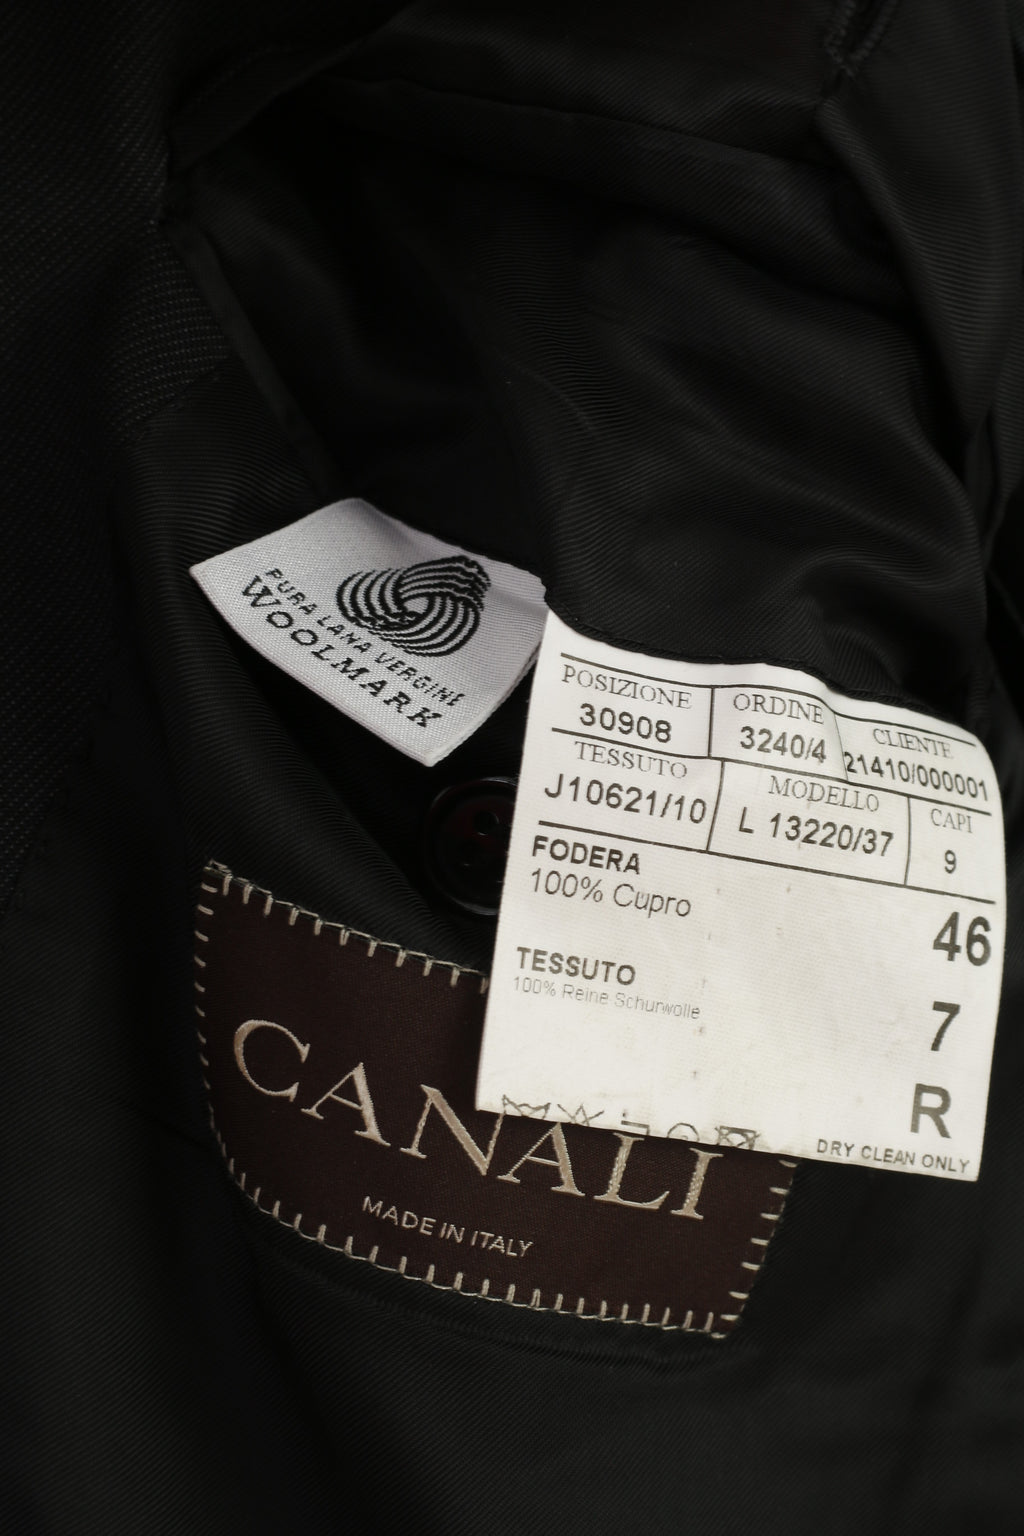 PURA LANA VERGINE
WOOLMARK
POSIZIONE
30908
ORDINE
3240/4
CLIENTE
21410/000001
TESSUTO
J10621/10
MODELLO
L 13220/37
CAPI
9
FODERA
100% Cupro
TESSUTO
100% Reine Schurwolle
46
7
R
DRY CLEAN ONLY
CANALI
MADE IN ITALY